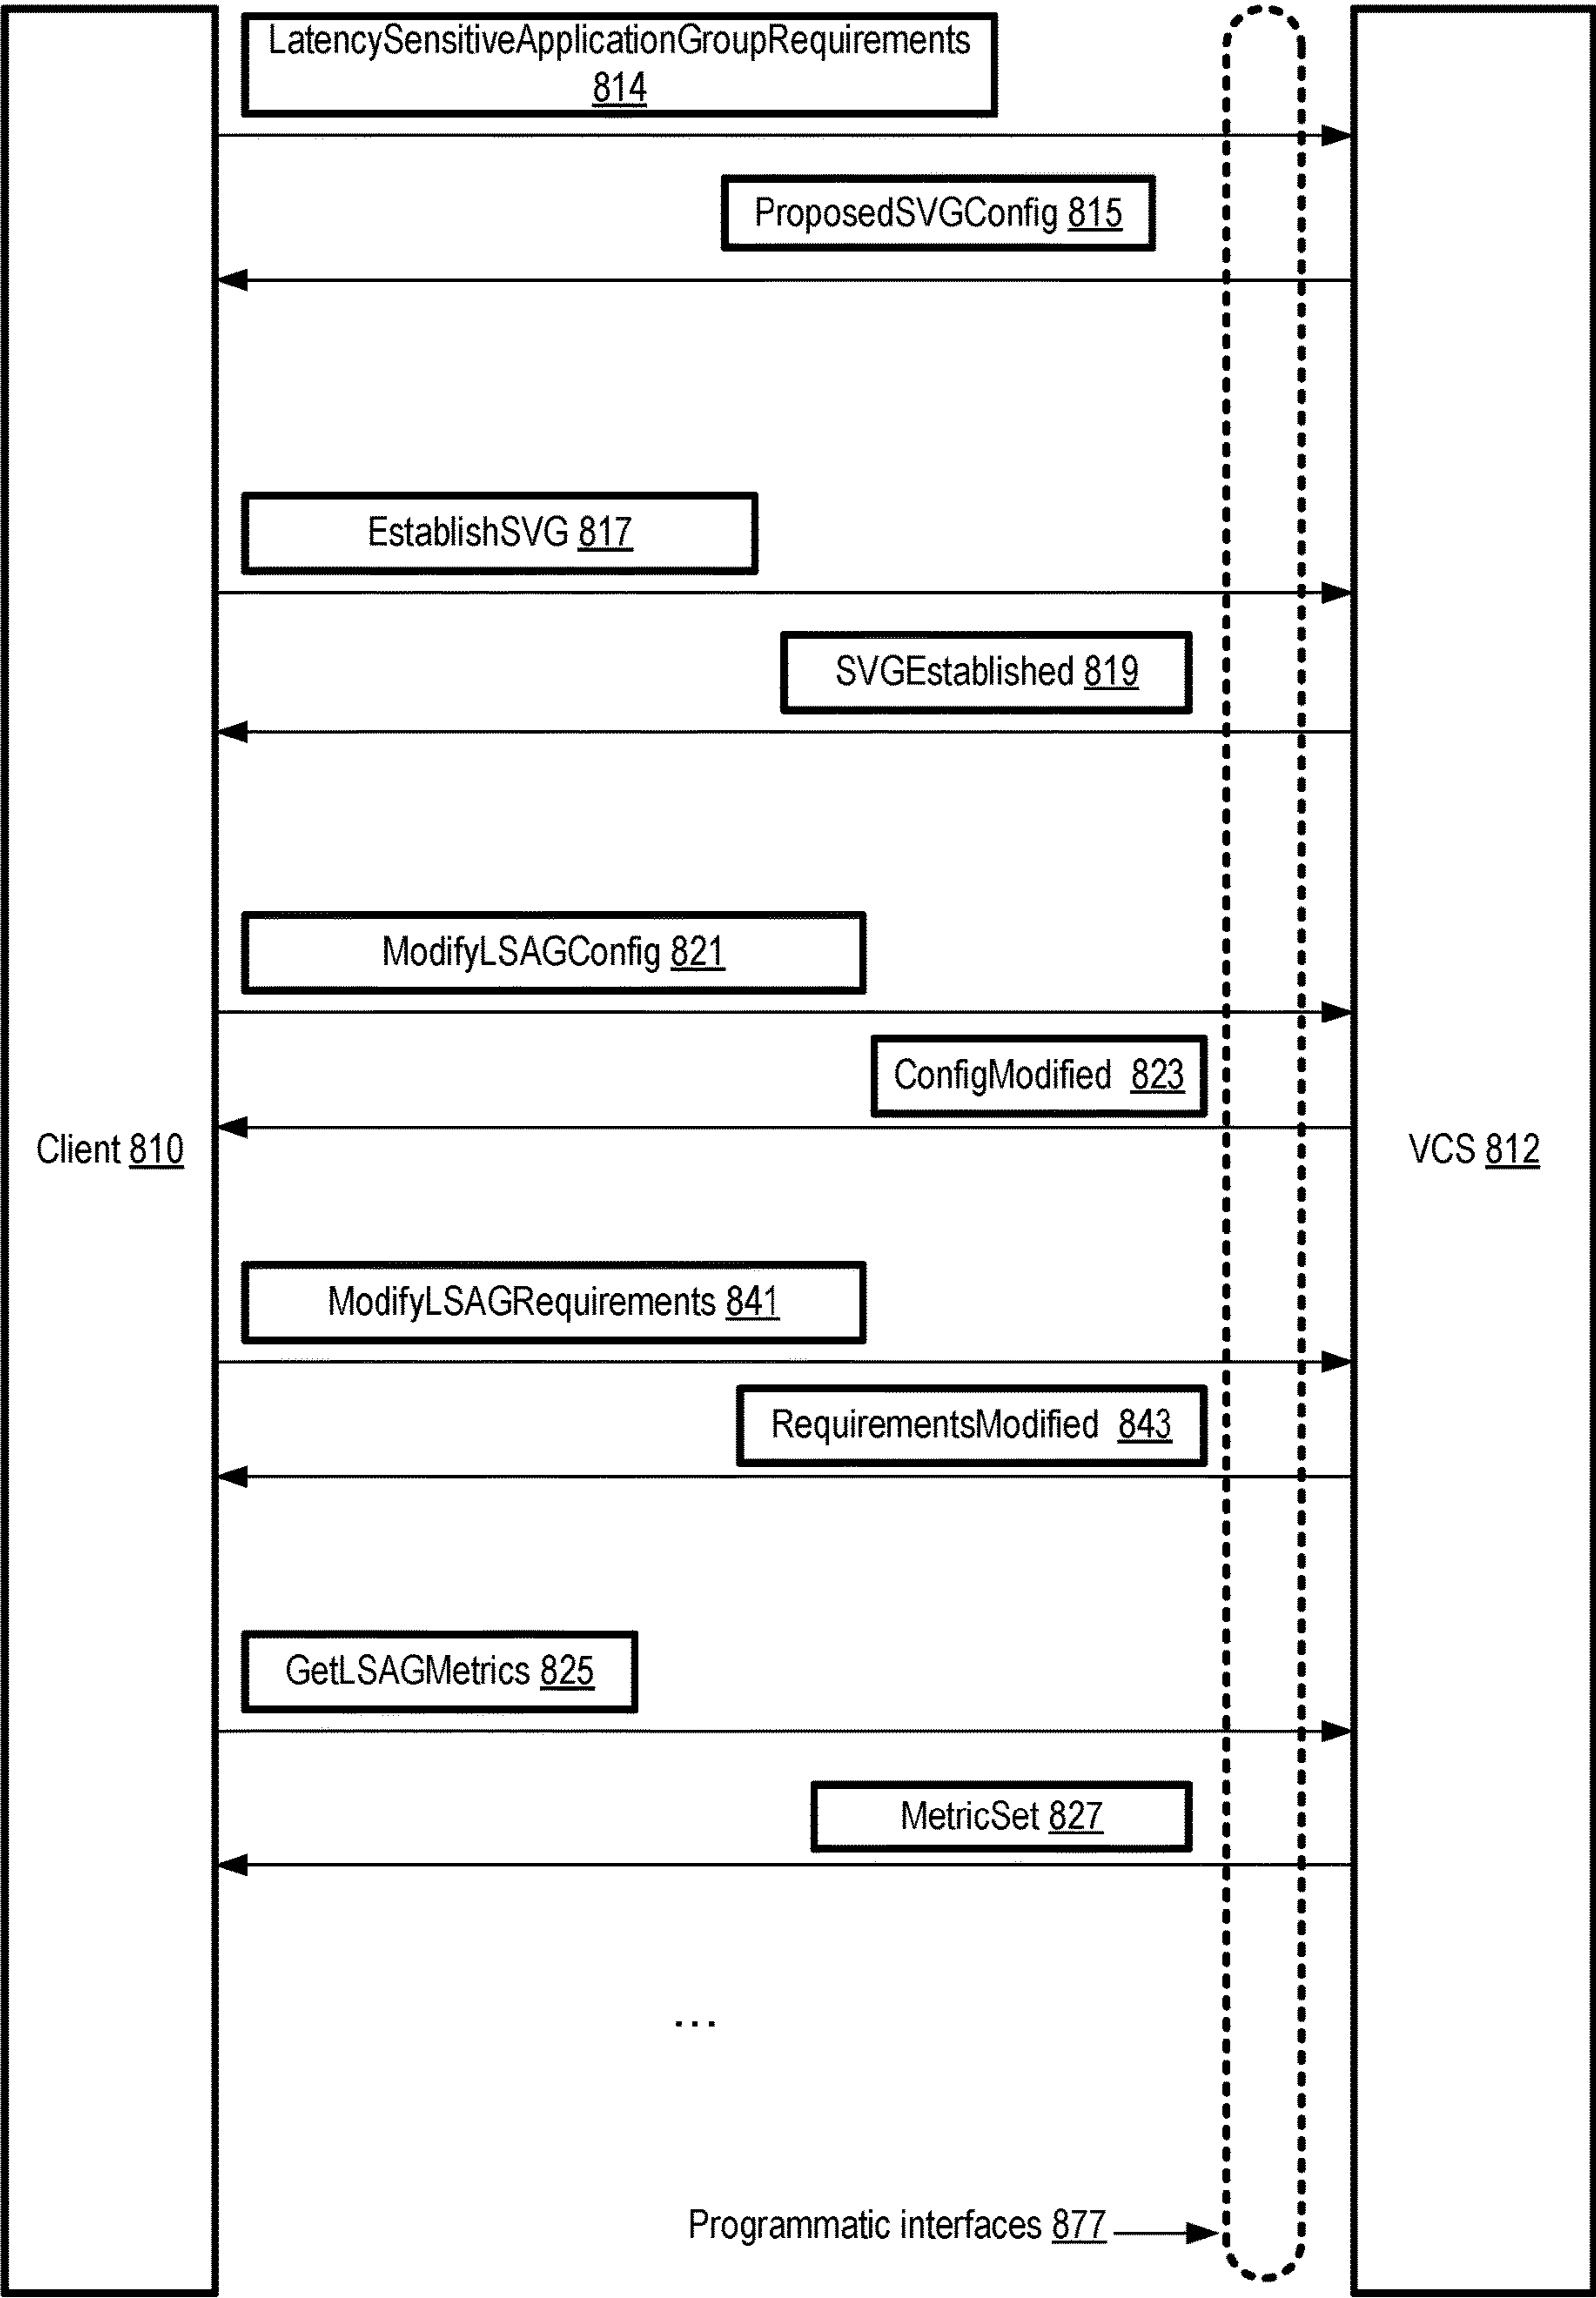 LatencySensitiveApplicationGroupRequirements
814
ProposedSVGConfig 815
EstablishSVG 817
SVGEstablished 819
ModifyLSAGConfig 821
ConfigModified 823
Client 810
VCS 812
ModifyLSAGRequirements 841
RequirementsModified 843
GetLSAGMetrics 825
MetricSet 827
...
Programmatic interfaces 877